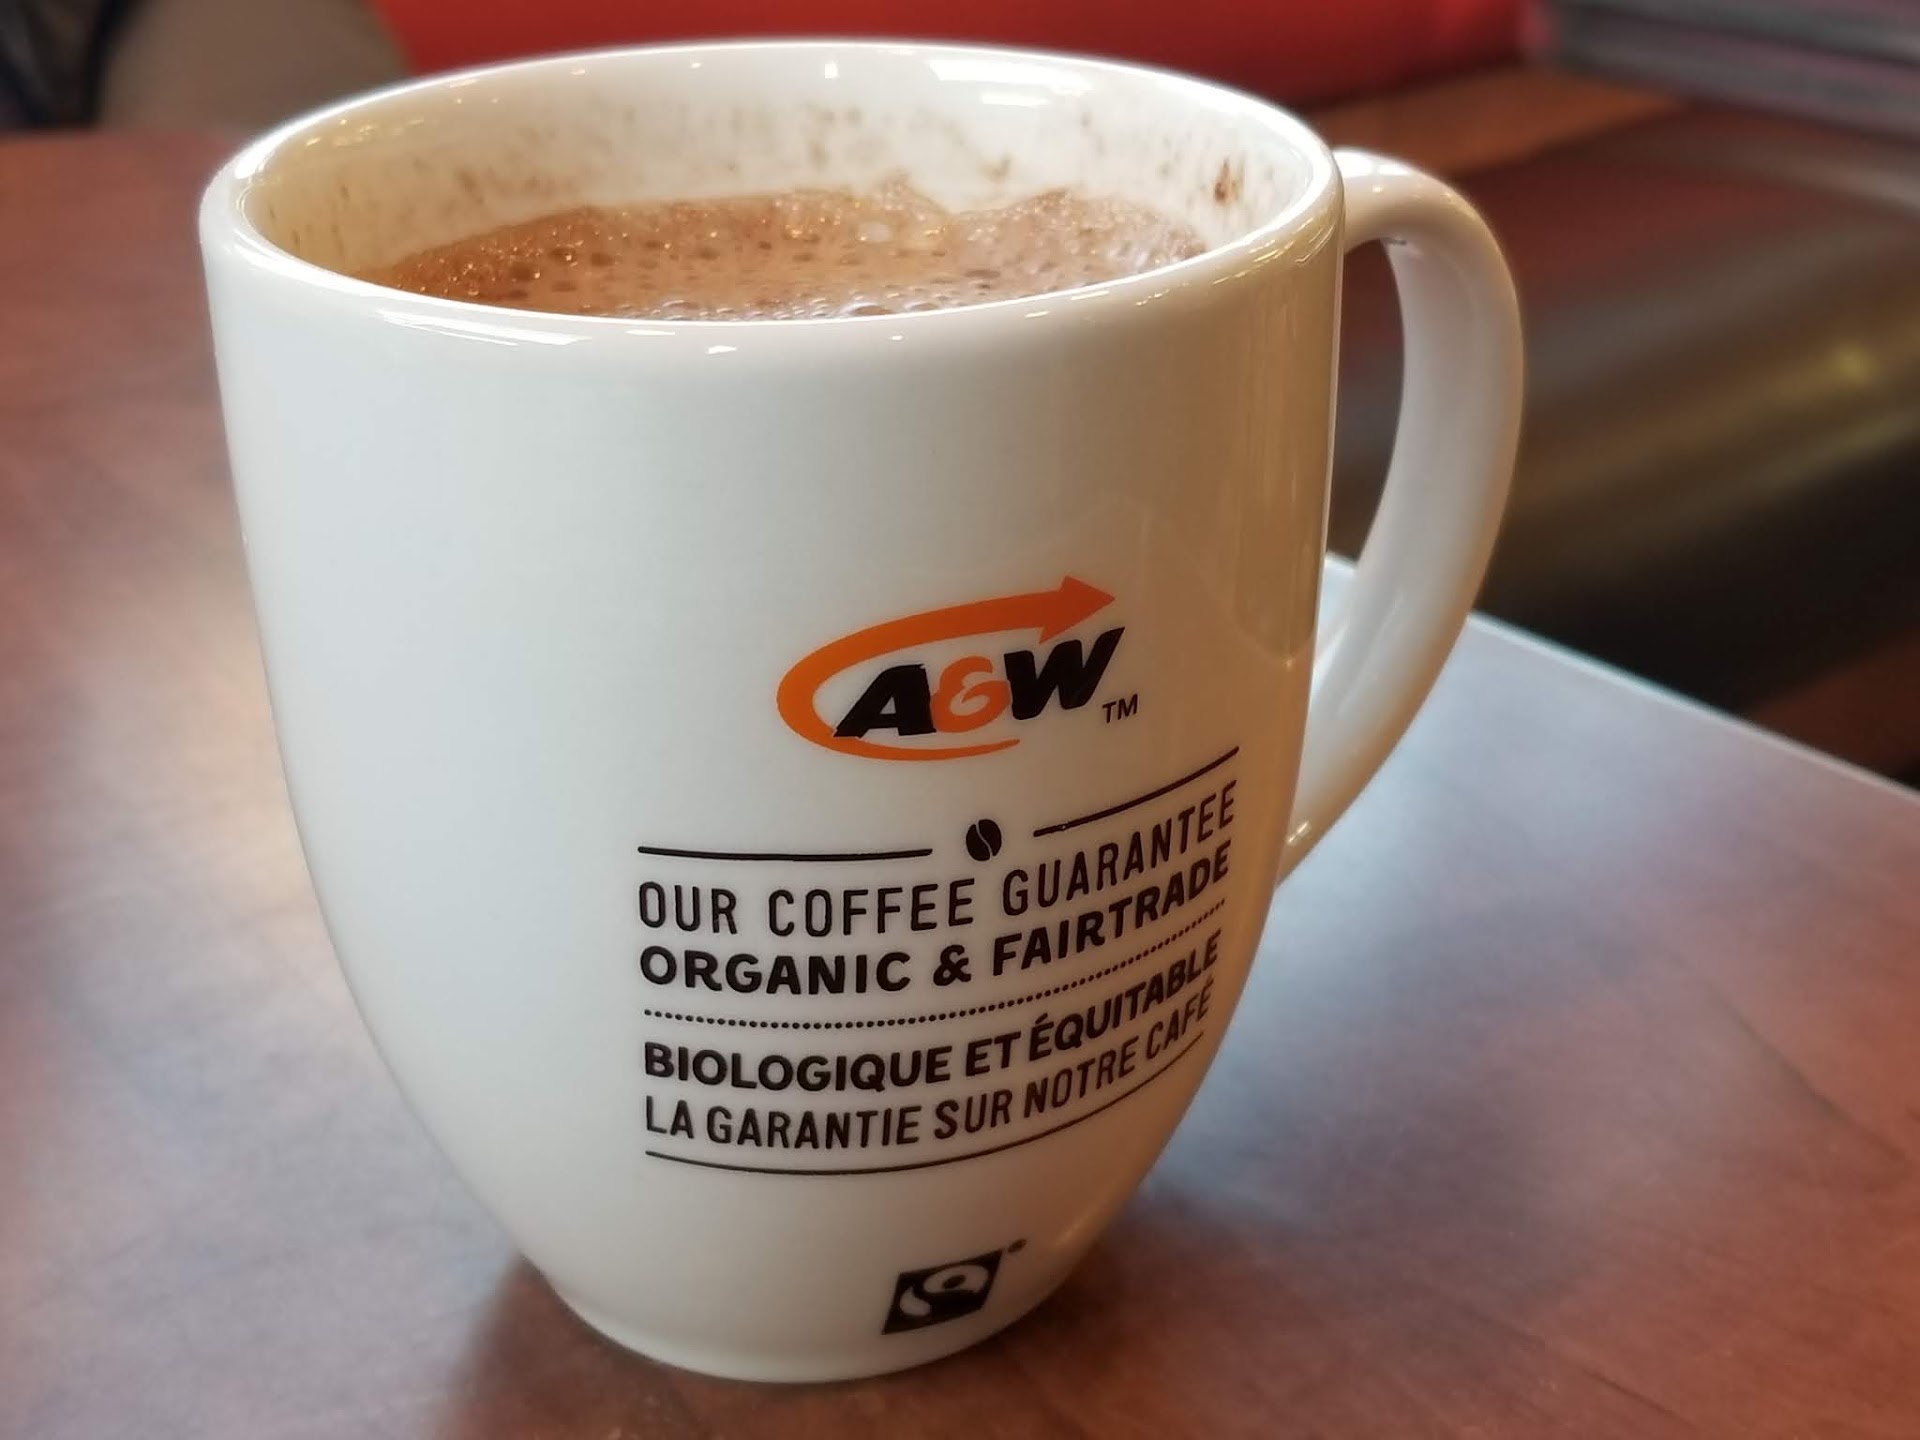 A&W™
OUR COFFEE GUARANTEE
ORGANIC & FAIRTRADE
BIOLOGIQUE ET ÉQUITABLE
LA GARANTIE SUR NOTRE CAFÉ